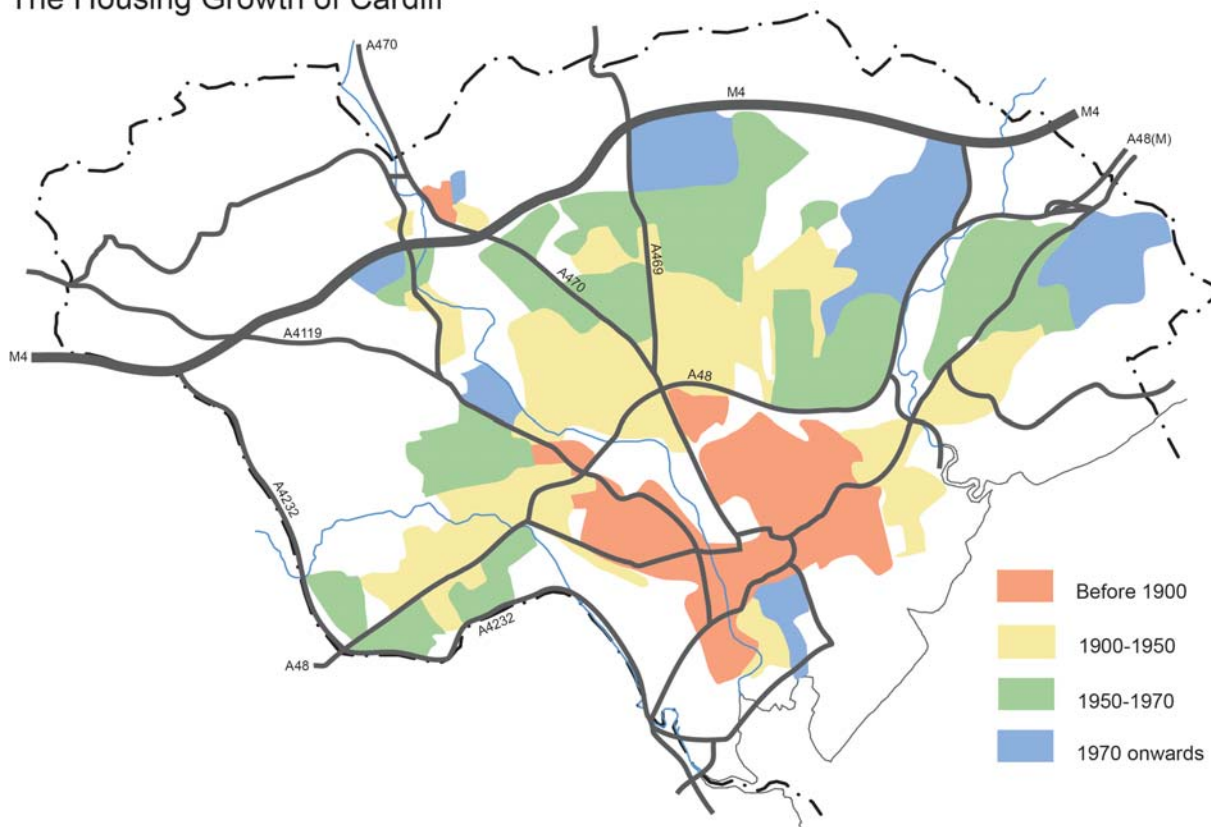 The Housing Growth of Cardiff
A470
M4
M4
A48(M)
A469
A470
A4119
M4
A48
A4232
A4232
A48
Before 1900
1900-1950
1950-1970
1970 onwards